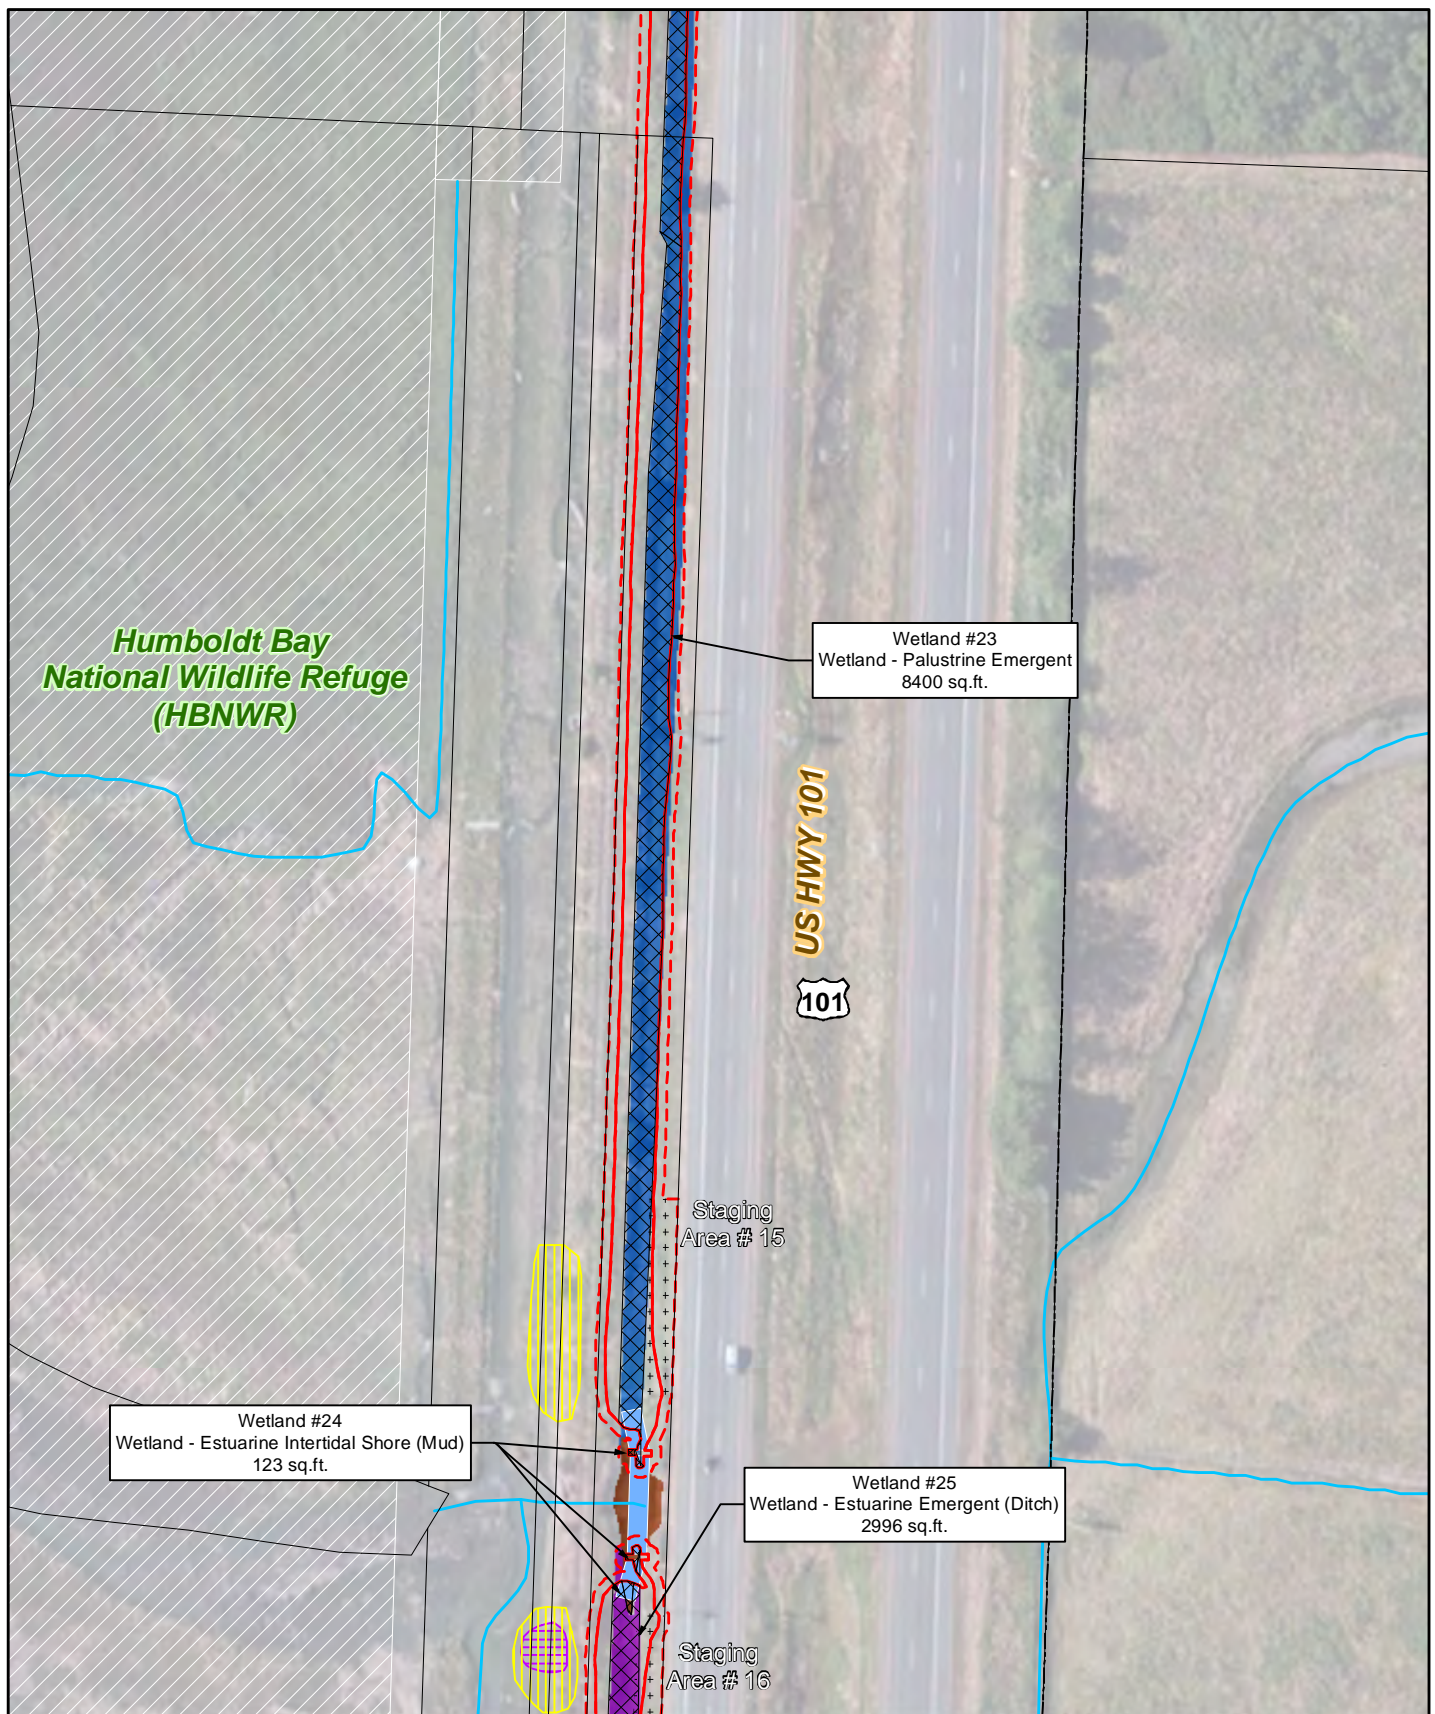 Humboldt Bay
National Wildlife Refuge
(HBNWR)
Wetland #23
Wetland - Palustrine Emergent
8400 sq.ft.
US HWY 101
101
Staging
Area # 15
Wetland #24
Wetland - Estuarine Intertidal Shore (Mud)
123 sq.ft.
Wetland #25
Wetland - Estuarine Emergent (Ditch)
2996 sq.ft.
Staging
Area # 16